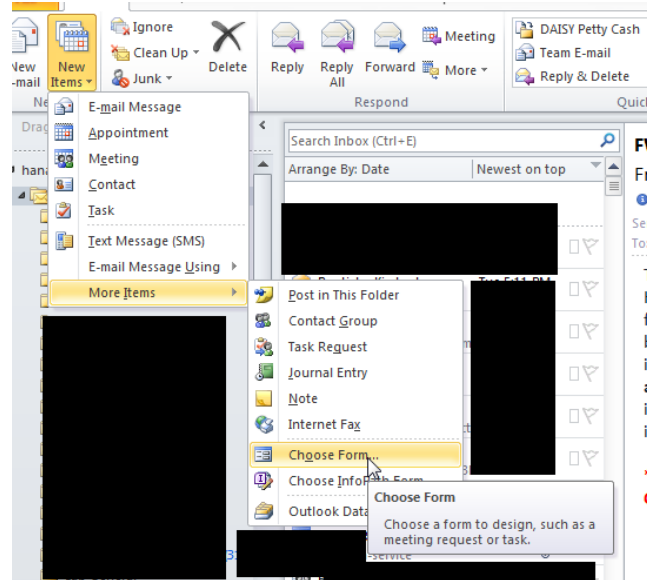 Ignore
Clean Up
Junk
Delete
New
-mail
New
Items
Reply
Reply
All
Forward
Meeting
More
Respond
DAISY Petty Cash
Team E-mail
Reply & Delete
Quick
E-mail Message
Appointment
Meeting
Contact
Task
Text Message (SMS)
E-mail Message Using
More Items
Search Inbox (Ctrl+E)
Arrange By: Date
Newest on top
Post in This Folder
Contact Group
Task Request
Journal Entry
Note
Internet Fax
Choose Form...
Choose InfoPath Form
Outlook Data
Choose Form
Choose a form to design, such as a
meeting request or task.
-service